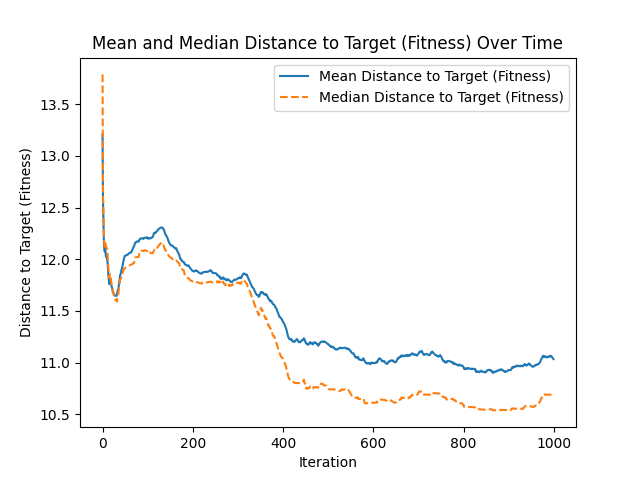 Mean and Median Distance to Target (Fitness) Over Time
Mean Distance to Target (Fitness)
Median Distance to Target (Fitness)
Distance to Target (Fitness)
13.5
13.0
12.5
12.0
11.5
11.0
10.5
0 200 400 600 800 1000
Iteration